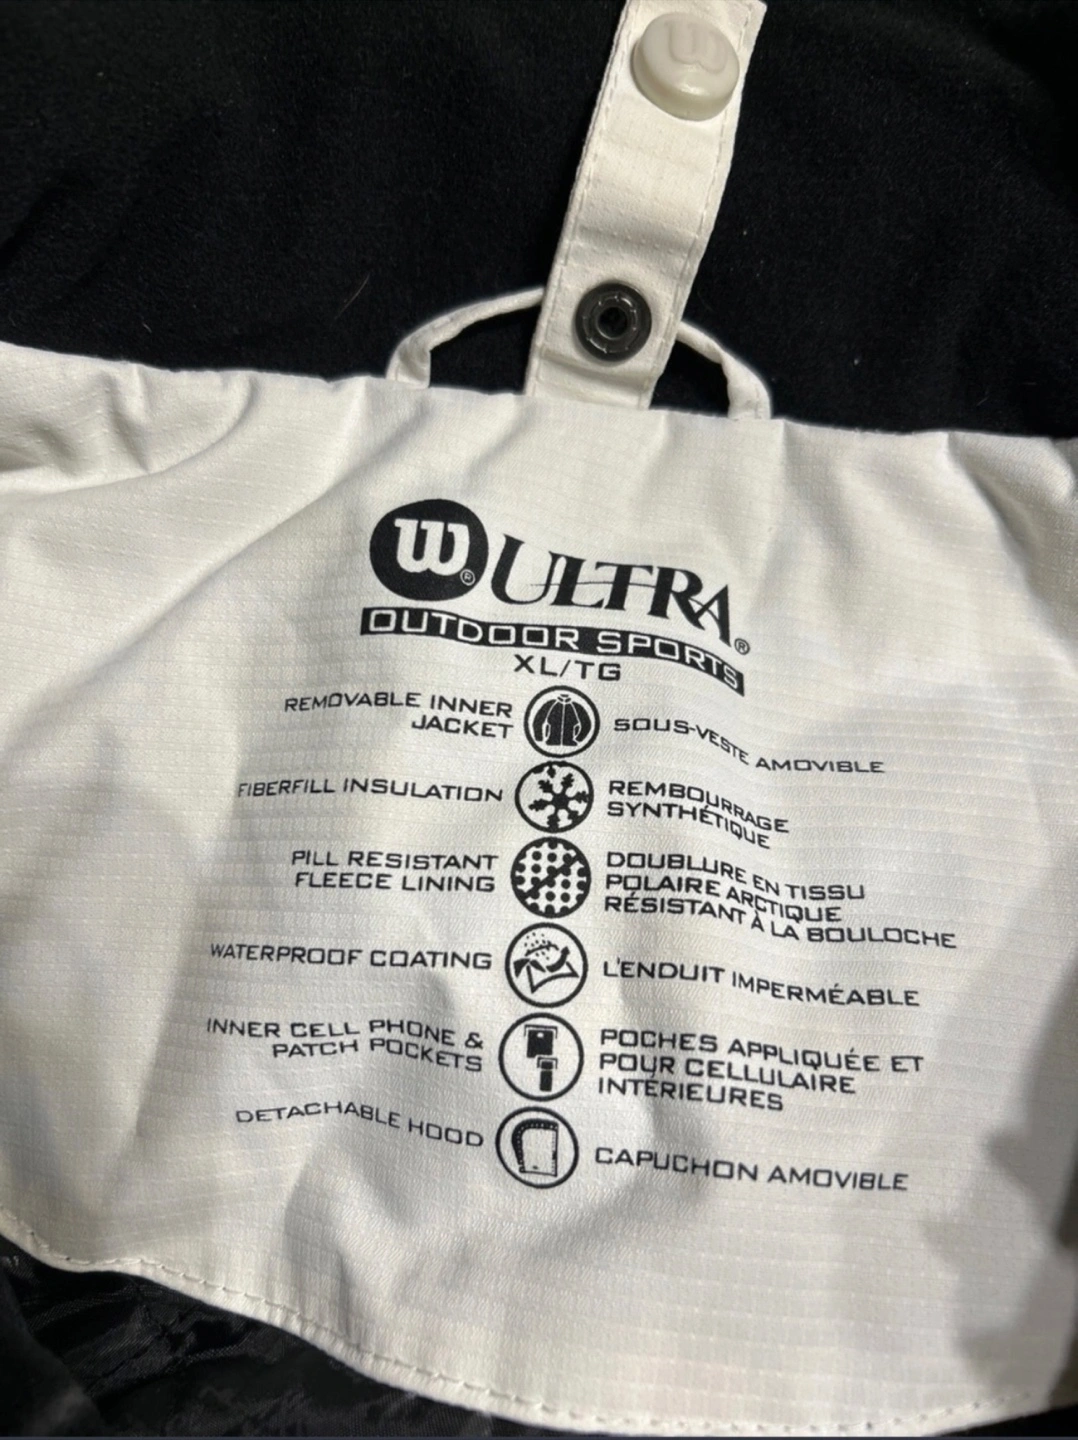 W
W® ULTRA®
OUTDOOR SPORTS
XL/TG
REMOVABLE INNER
JACKET
SOUS-VESTE AMOVIBLE
FIBERFILL INSULATION
REMBOURRAGE
SYNTHÉTIQUE
PILL RESISTANT
FLEECE LINING
DOUBLURE EN TISSU
POLAIRE ARCTIQUE
RÉSISTANT À LA BOULOCHE
WATERPROOF COATING
L'ENDUIT IMPERMÉABLE
INNER CELL PHONE &
PATCH POCKETS
POCHES APPLIQUÉE ET
POUR CELLULAIRE
INTÉRIEURES
DETACHABLE HOOD
CAPUCHON AMOVIBLE